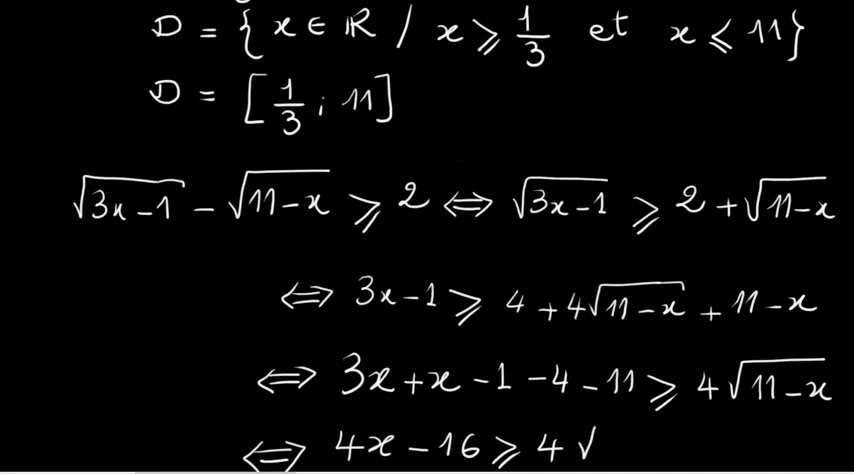 D = { x ∈ ℝ / x ⩾ 1/3 et x ⩽ 11}
D = [1/3 ; 11]
√(3x-1) - √(11-x) ⩾ 2 ⇔ √(3x-1) ⩾ 2 + √(11-x)
⇔ 3x-1 ⩾ 4 + 4√(11-x) + 11-x
⇔ 3x+x-1-4-11 ⩾ 4√(11-x)
⇔ 4x-16 ⩾ 4√